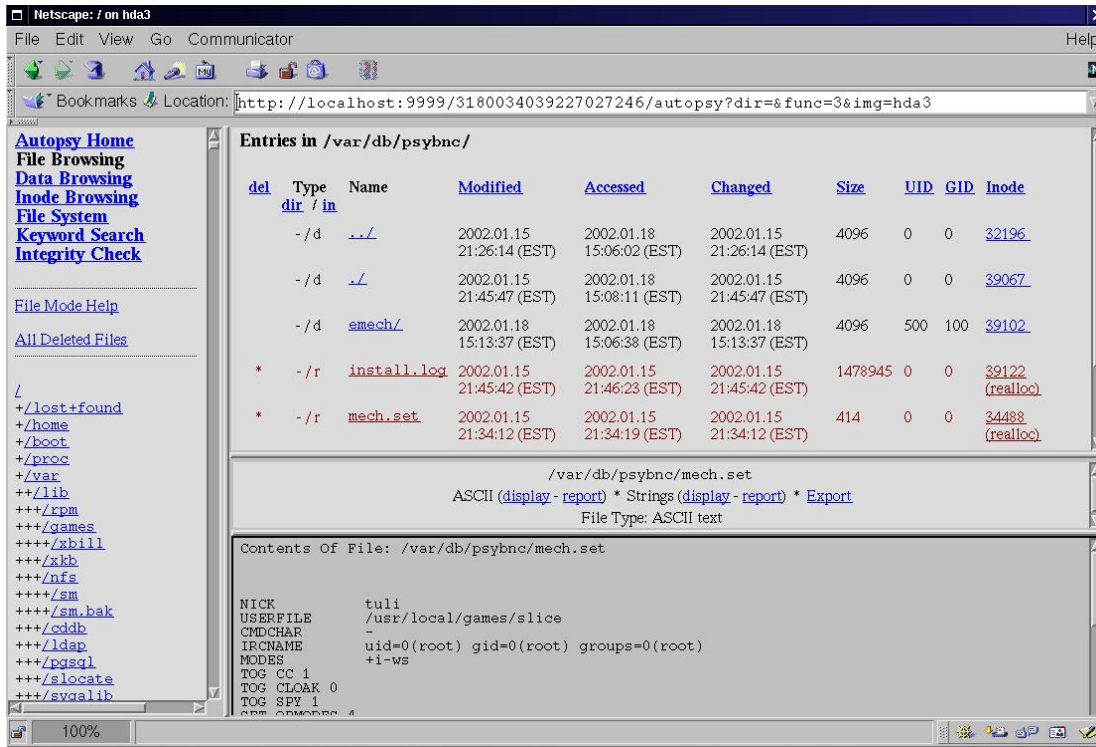 Netscape: / on hda3
File Edit View Go Communicator Help
My
Bookmarks Location: http://localhost:9999/3180034039227027246/autopsy?dir=&func=3&img=hda3
Autopsy Home
File Browsing
Data Browsing
Inode Browsing
File System
Keyword Search
Integrity Check
File Mode Help
All Deleted Files
/
+/lost+found
+/home
+/boot
+/proc
+/var
++/lib
+++/rpm
+++/games
++++/xbill
+++/xkb
+++/nfs
++++/sm
++++/sm.bak
+++/cddb
+++/ldap
+++/pgsql
+++/slocate
+++/svgalib
Entries in /var/db/psybnc/
del Type Name Modified Accessed Changed Size UID GID Inode
dir / in
-/d ../ 2002.01.15 2002.01.18 2002.01.15 4096 0 0 32196
21:26:14 (EST) 15:06:02 (EST) 21:26:14 (EST)
-/d ./ 2002.01.15 2002.01.18 2002.01.15 4096 0 0 39067
21:45:47 (EST) 15:08:11 (EST) 21:45:47 (EST)
-/d emech/ 2002.01.18 2002.01.18 2002.01.18 4096 500 100 39102
15:13:37 (EST) 15:06:38 (EST) 15:13:37 (EST)
* -/r install.log 2002.01.15 2002.01.15 2002.01.15 1478945 0 0 39122
21:45:42 (EST) 21:46:23 (EST) 21:45:42 (EST) (realloc)
* -/r mech.set 2002.01.15 2002.01.15 2002.01.15 414 0 0 34488
21:34:12 (EST) 21:34:19 (EST) 21:34:12 (EST) (realloc)
/var/db/psybnc/mech.set
ASCII (display - report) * Strings (display - report) * Export
File Type: ASCII text
Contents Of File: /var/db/psybnc/mech.set
NICK tuli
USERFILE /usr/local/games/slice
CMDCHAR -
IRCNAME uid=0(root) gid=0(root) groups=0(root)
MODES +i-ws
TOG CC 1
TOG CLOAK 0
TOG SPY 1
SET OPMODES 4
100%